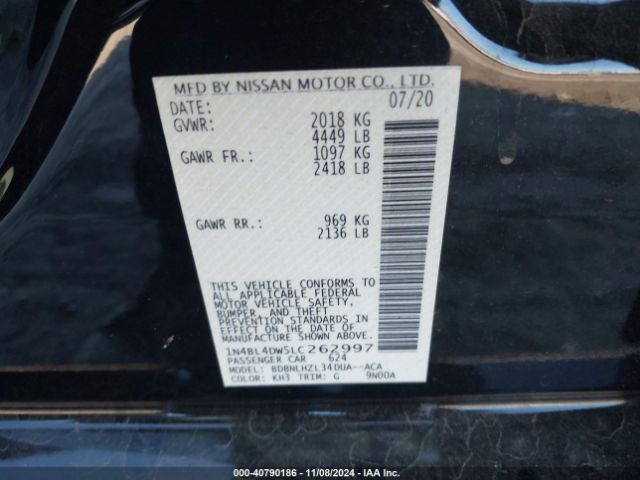 MFD BY NISSAN MOTOR CO., LTD.
DATE: 07/20
GVWR: 2018 KG
4449 LB
GAWR FR.: 1097 KG
2418 LB
GAWR RR.: 969 KG
2136 LB
THIS VEHICLE CONFORMS TO
ALL APPLICABLE FEDERAL
MOTOR VEHICLE SAFETY,
BUMPER, AND THEFT
PREVENTION STANDARDS
IN EFFECT ON THE DATE OF
MANUFACTURE SHOWN ABOVE.
1N4BL4DW5LC262997
PASSENGER CAR 624
MODEL: BDBNLHZL34DUA--ACA
COLOR: KH3 TRIM: G 9N00A
000-40790186 - 11/08/2024 - IAA Inc.